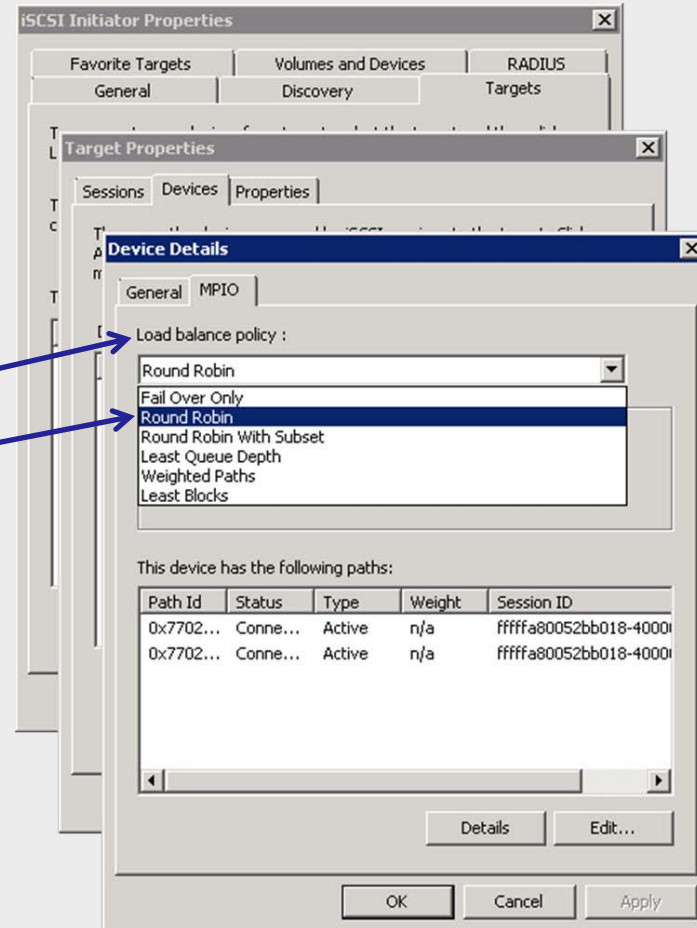 iSCSI Initiator Properties
Favorite Targets Volumes and Devices RADIUS
General Discovery Targets
Target Properties
Sessions Devices Properties
Device Details
General MPIO
Load balance policy :
Round Robin
Fail Over Only
Round Robin
Round Robin With Subset
Least Queue Depth
Weighted Paths
Least Blocks
This device has the following paths:
Path Id Status Type Weight Session ID
0x7702... Conne... Active n/a fffffa80052bb018-4000
0x7702... Conne... Active n/a fffffa80052bb018-4000
Details Edit...
OK Cancel Apply